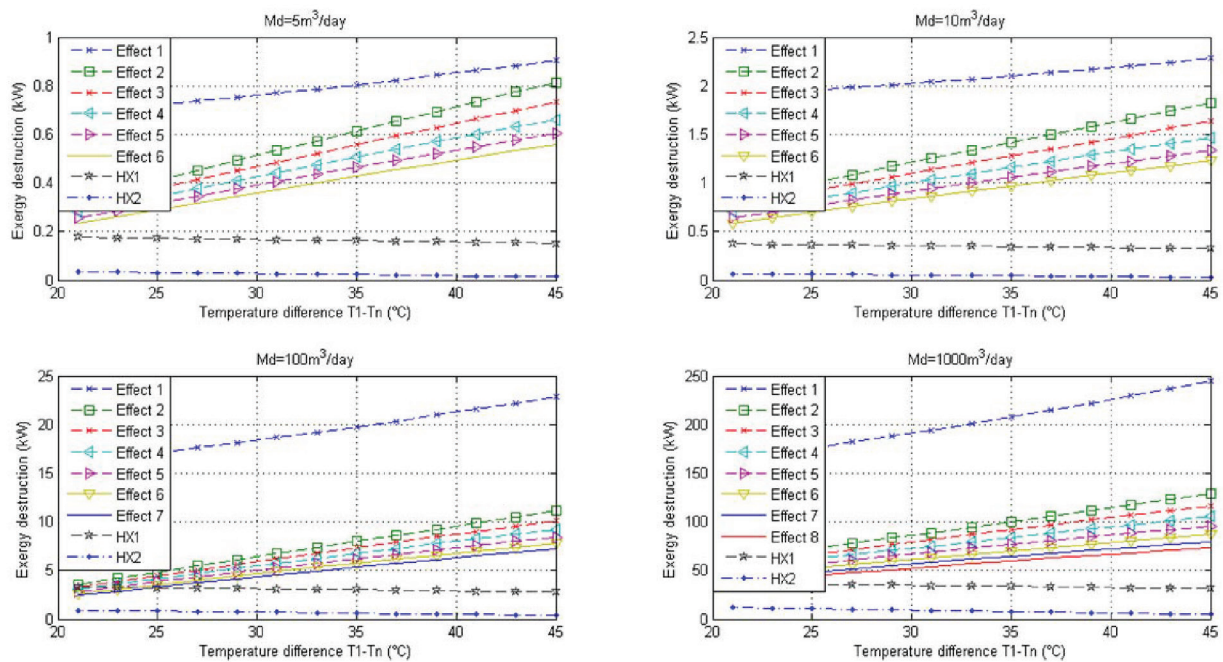 Md=5m³/day
Exergy destruction (kW)
1
0.8
0.6
0.4
0.2
0
Effect 1
Effect 2
Effect 3
Effect 4
Effect 5
Effect 6
HX1
HX2
20 25 30 35 40 45
Temperature difference T1-Tn (°C)
Md=10m³/day
Exergy destruction (kW)
2.5
2
1.5
1
0.5
0
Effect 1
Effect 2
Effect 3
Effect 4
Effect 5
Effect 6
HX1
HX2
20 25 30 35 40 45
Temperature difference T1-Tn (°C)
Md=100m³/day
Exergy destruction (kW)
25
20
15
10
5
0
Effect 1
Effect 2
Effect 3
Effect 4
Effect 5
Effect 6
Effect 7
HX1
HX2
20 25 30 35 40 45
Temperature difference T1-Tn (°C)
Md=1000m³/day
Exergy destruction (kW)
250
200
150
100
50
0
Effect 1
Effect 2
Effect 3
Effect 4
Effect 5
Effect 6
Effect 7
Effect 8
HX1
HX2
20 25 30 35 40 45
Temperature difference T1-Tn (°C)